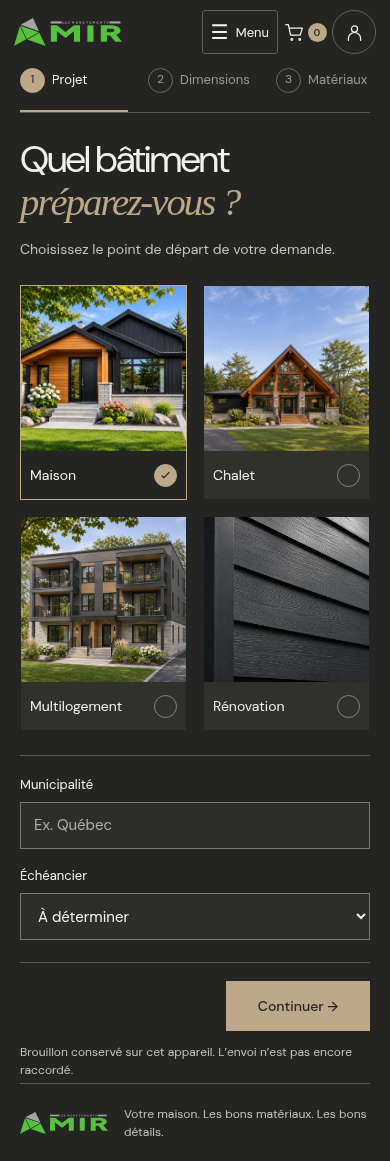 AMIR
Menu
0
1 Projet
2 Dimensions
3 Matériaux
Quel bâtiment
préparez-vous ?
Choisissez le point de départ de votre demande.
Maison
Chalet
Multilogement
Rénovation
Municipalité
Ex. Québec
Échéancier
À déterminer
Continuer →
Brouillon conservé sur cet appareil. L’envoi n’est pas encore
raccordé.
AMIR
Votre maison. Les bons matériaux. Les bons
détails.